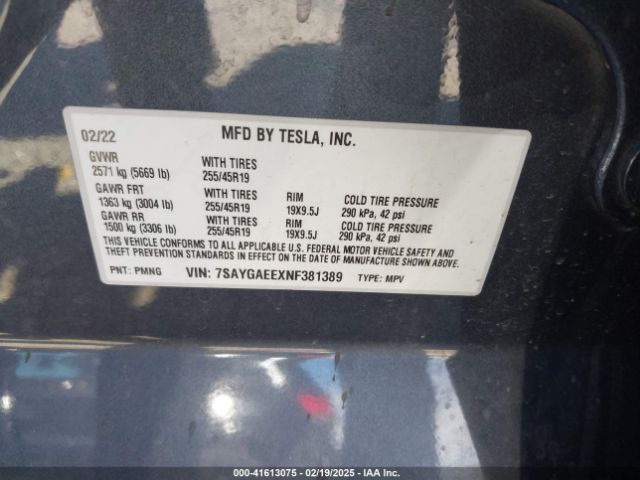 02/22 MFD BY TESLA, INC.
GVWR WITH TIRES
2571 kg (5669 lb) 255/45R19
GAWR FRT WITH TIRES RIM COLD TIRE PRESSURE
1363 kg (3004 lb) 255/45R19 19X9.5J 290 kPa, 42 psi
GAWR RR WITH TIRES RIM COLD TIRE PRESSURE
1500 kg (3306 lb) 255/45R19 19X9.5J 290 kPa, 42 psi
THIS VEHICLE CONFORMS TO ALL APPLICABLE U.S. FEDERAL MOTOR VEHICLE SAFETY AND
THEFT PREVENTION STANDARDS IN EFFECT ON THE DATE OF MANUFACTURE SHOWN ABOVE.
PNT: PMNG VIN: 7SAYGAEEXNF381389 TYPE: MPV
000-41613075 — 02/19/2025 — IAA Inc.